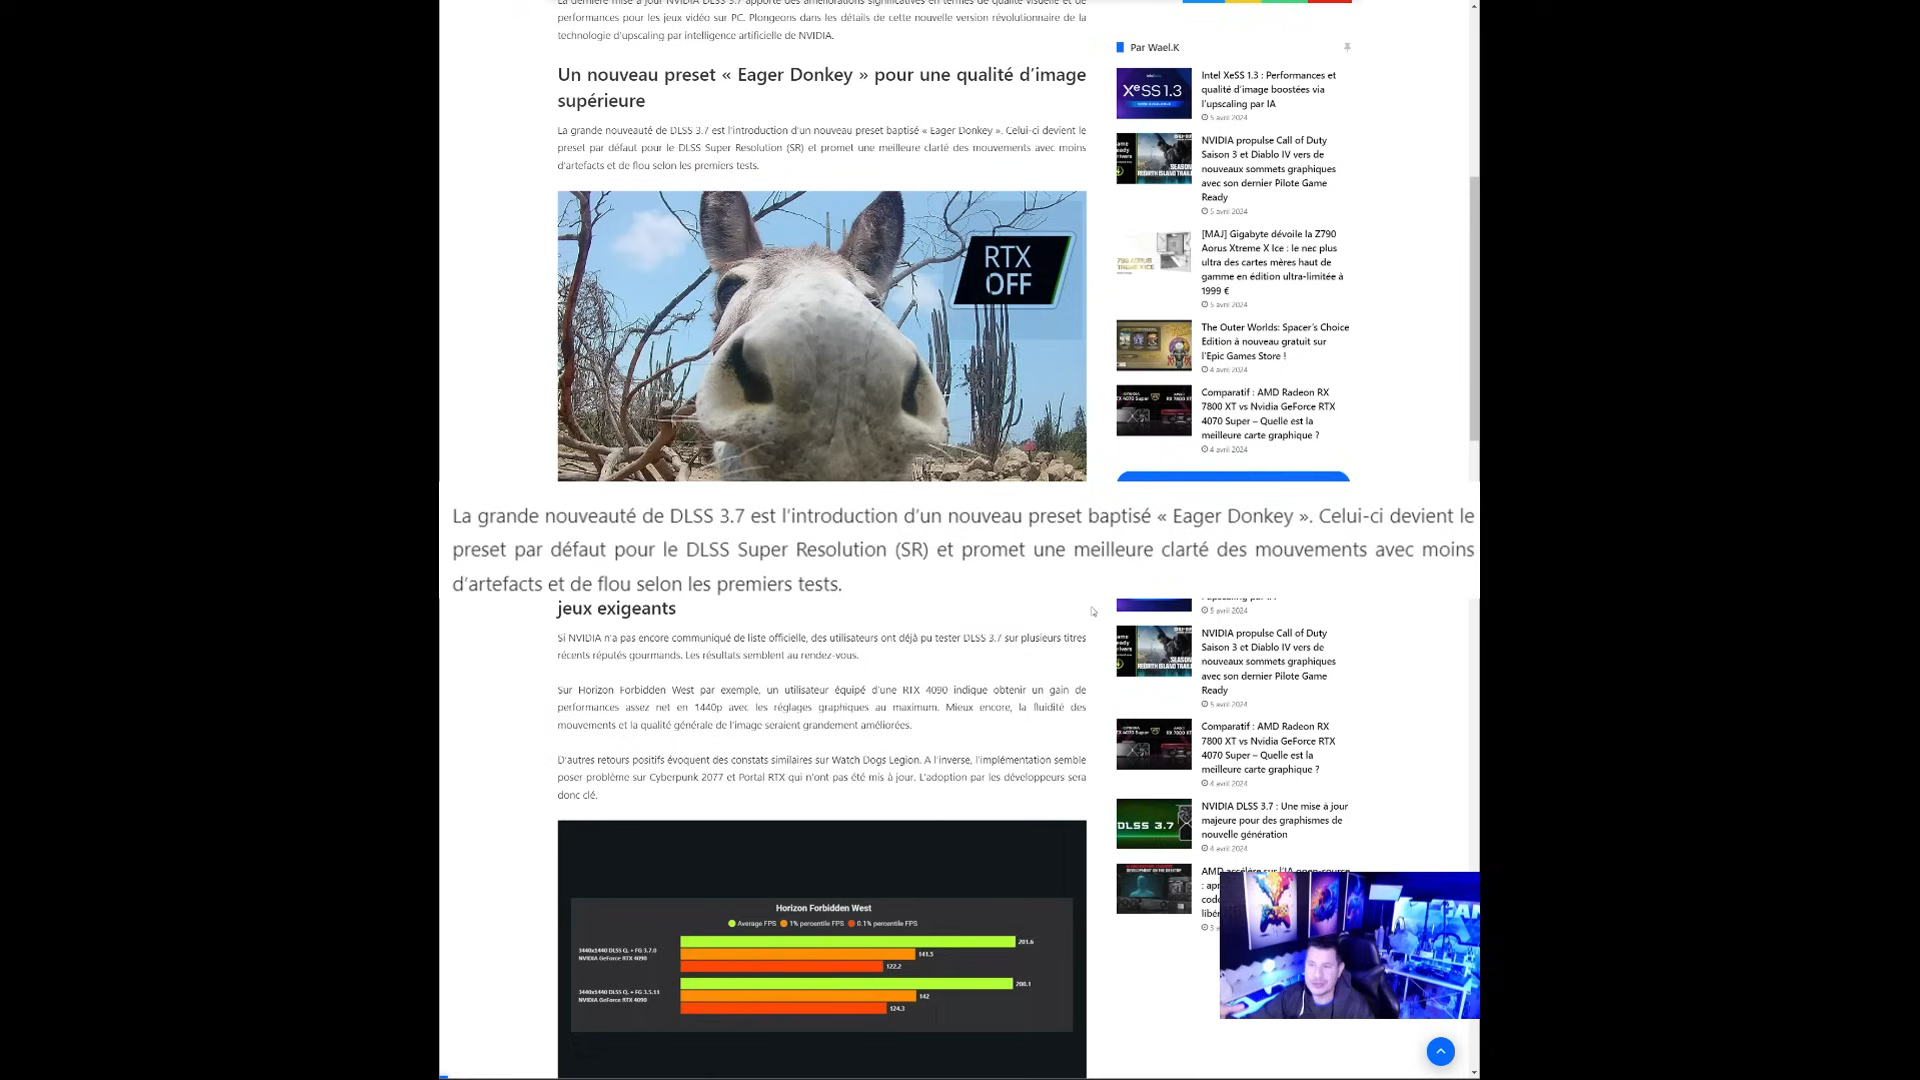 La dernière mise à jour NVIDIA DLSS 3.7 apporte des améliorations significatives en termes de qualité visuelle et de
performances pour les jeux vidéo sur PC. Plongeons dans les détails de cette nouvelle version révolutionnaire de la
technologie d'upscaling par intelligence artificielle de NVIDIA.
Un nouveau preset « Eager Donkey » pour une qualité d'image
supérieure
La grande nouveauté de DLSS 3.7 est l'introduction d'un nouveau preset baptisé « Eager Donkey ». Celui-ci devient le
preset par défaut pour le DLSS Super Resolution (SR) et promet une meilleure clarté des mouvements avec moins
d'artefacts et de flou selon les premiers tests.
RTX
OFF
Par Wael.K
XeSS 1.3
Intel XeSS 1.3 : Performances et
qualité d'image boostées via
l'upscaling par IA
5 avril 2024
NVIDIA propulse Call of Duty
Saison 3 et Diablo IV vers de
nouveaux sommets graphiques
avec son dernier Pilote Game
Ready
5 avril 2024
[MAJ] Gigabyte dévoile la Z790
Aorus Xtreme X Ice : le nec plus
ultra des cartes mères haut de
gamme en édition ultra-limitée à
1999 €
5 avril 2024
The Outer Worlds: Spacer's Choice
Edition à nouveau gratuit sur
l'Epic Games Store !
4 avril 2024
Comparatif : AMD Radeon RX
7800 XT vs Nvidia GeForce RTX
4070 Super – Quelle est la
meilleure carte graphique ?
4 avril 2024
La grande nouveauté de DLSS 3.7 est l'introduction d'un nouveau preset baptisé « Eager Donkey ». Celui-ci devient le
preset par défaut pour le DLSS Super Resolution (SR) et promet une meilleure clarté des mouvements avec moins
d'artefacts et de flou selon les premiers tests.
jeux exigeants
Si NVIDIA n'a pas encore communiqué de liste officielle, des utilisateurs ont déjà pu tester DLSS 3.7 sur plusieurs titres
récents réputés gourmands. Les résultats semblent au rendez-vous.
Sur Horizon Forbidden West par exemple, un utilisateur équipé d'une RTX 4090 indique obtenir un gain de
performances assez net en 1440p avec les réglages graphiques au maximum. Mieux encore, la fluidité des
mouvements et la qualité générale de l'image seraient grandement améliorées.
D'autres retours positifs évoquent des constats similaires sur Watch Dogs Legion. A l'inverse, l'implémentation semble
poser problème sur Cyberpunk 2077 et Portal RTX qui n'ont pas été mis à jour. L'adoption par les développeurs sera
donc clé.
Horizon Forbidden West
Average FPS 1% percentile FPS 0.1% percentile FPS
3440x1440 DLSS Q. + FG 3.7.0
NVIDIA GeForce RTX 4090
201.6
141.5
122.2
3440x1440 DLSS Q. + FG 3.5.11
NVIDIA GeForce RTX 4090
200.1
142
124.3
5 avril 2024
NVIDIA propulse Call of Duty
Saison 3 et Diablo IV vers de
nouveaux sommets graphiques
avec son dernier Pilote Game
Ready
5 avril 2024
Comparatif : AMD Radeon RX
7800 XT vs Nvidia GeForce RTX
4070 Super – Quelle est la
meilleure carte graphique ?
4 avril 2024
DLSS 3.7
NVIDIA DLSS 3.7 : Une mise à jour
majeure pour des graphismes de
nouvelle génération
4 avril 2024
AMD accélère sur l'IA open-source